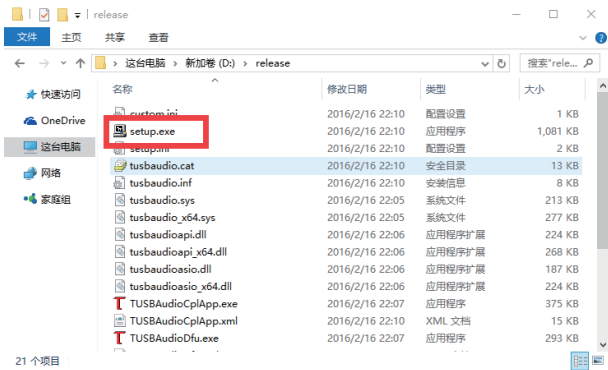 release
文件 主页 共享 查看
这台电脑 > 新加卷 (D:) > release 搜索"rele...
名称 修改日期 类型 大小
快速访问
OneDrive
这台电脑
网络
家庭组
custom.ini 2016/2/16 22:10 配置设置 1 KB
setup.exe 2016/2/16 22:10 应用程序 1,081 KB
setup.ini 2016/2/16 22:10 配置设置 2 KB
tusbaudio.cat 2016/2/16 22:10 安全目录 13 KB
tusbaudio.inf 2016/2/16 22:10 安装信息 8 KB
tusbaudio.sys 2016/2/16 22:05 系统文件 213 KB
tusbaudio_x64.sys 2016/2/16 22:05 系统文件 277 KB
tusbaudioapi.dll 2016/2/16 22:06 应用程序扩展 224 KB
tusbaudioapi_x64.dll 2016/2/16 22:06 应用程序扩展 268 KB
tusbaudioasio.dll 2016/2/16 22:06 应用程序扩展 187 KB
tusbaudioasio_x64.dll 2016/2/16 22:06 应用程序扩展 224 KB
TUSBAudioCplApp.exe 2016/2/16 22:07 应用程序 375 KB
TUSBAudioCplApp.xml 2016/2/16 22:10 XML 文档 15 KB
TUSBAudioDfu.exe 2016/2/16 22:07 应用程序 293 KB
21 个项目